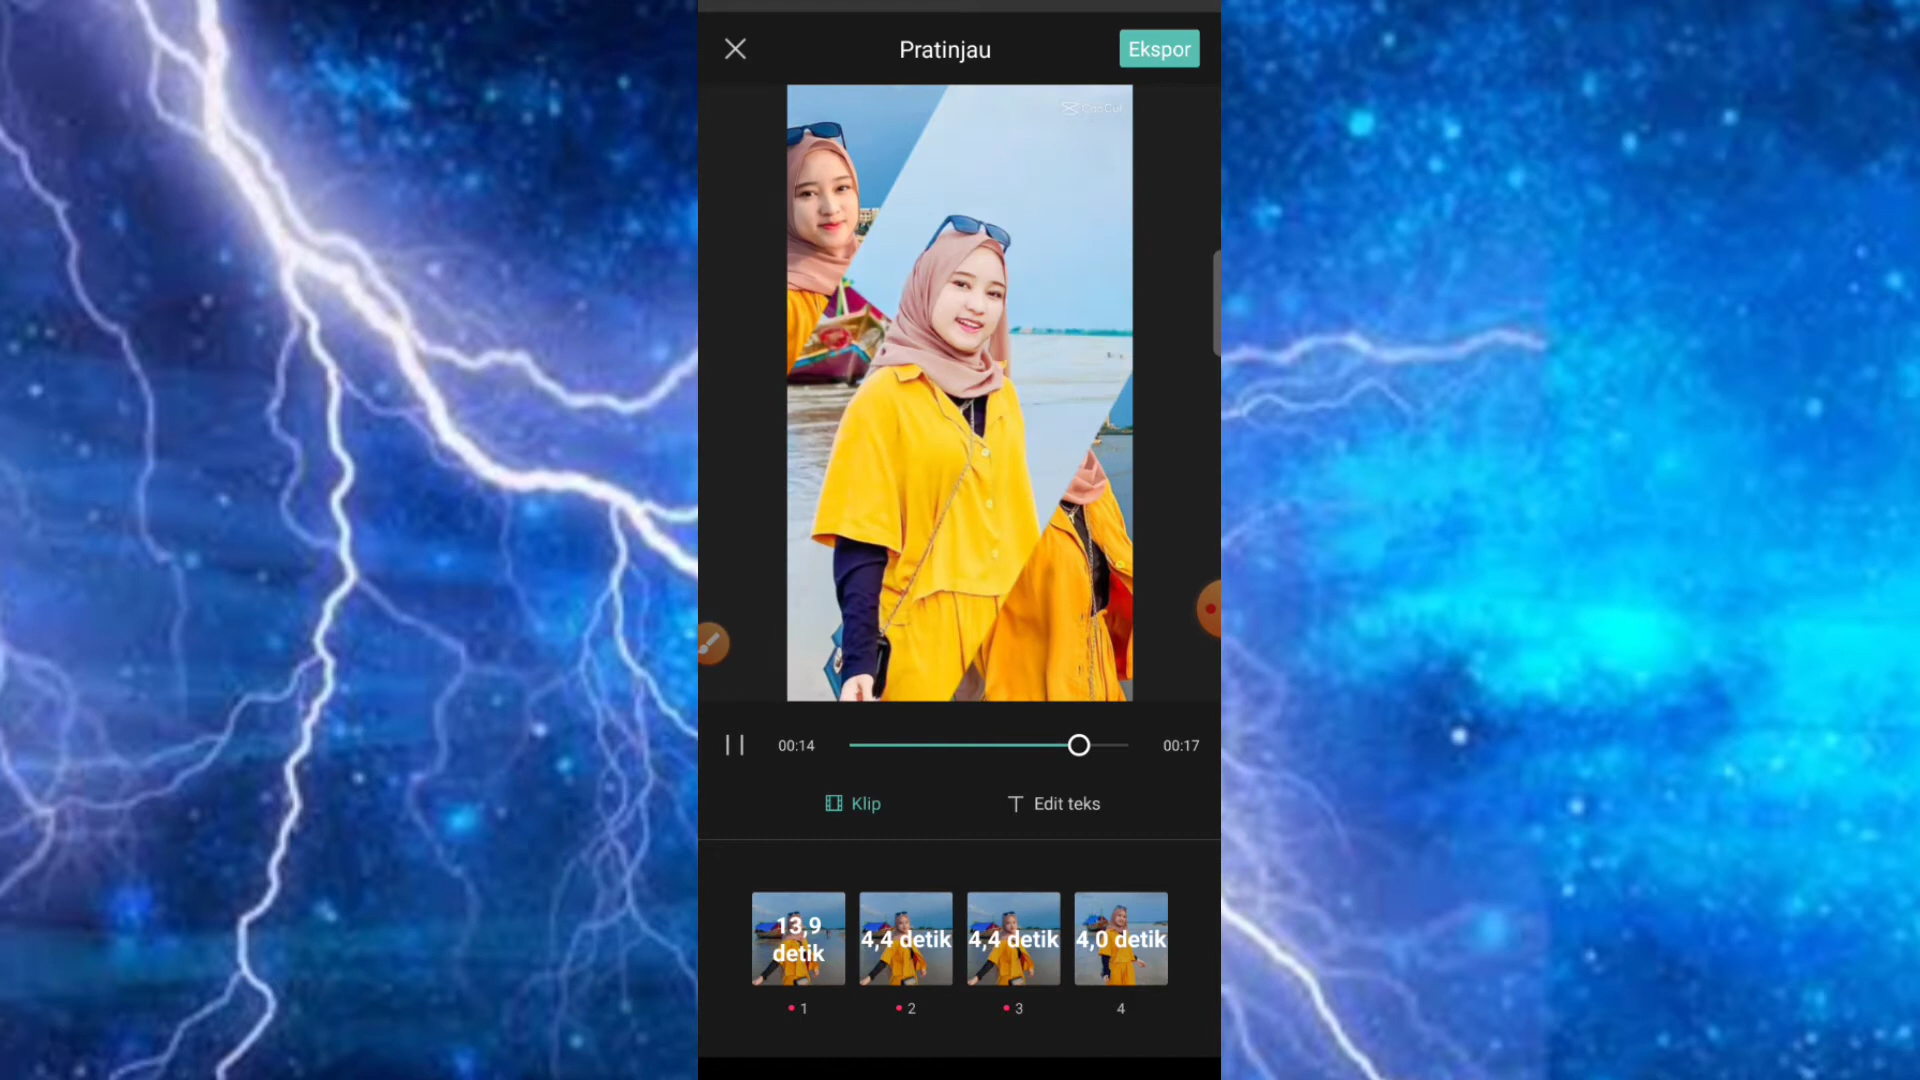 Pratinjau
Ekspor
CapCut
00:14
00:17
Klip
Edit teks
13,9
detik
4,4 detik
4,4 detik
4,0 detik
1
2
3
4